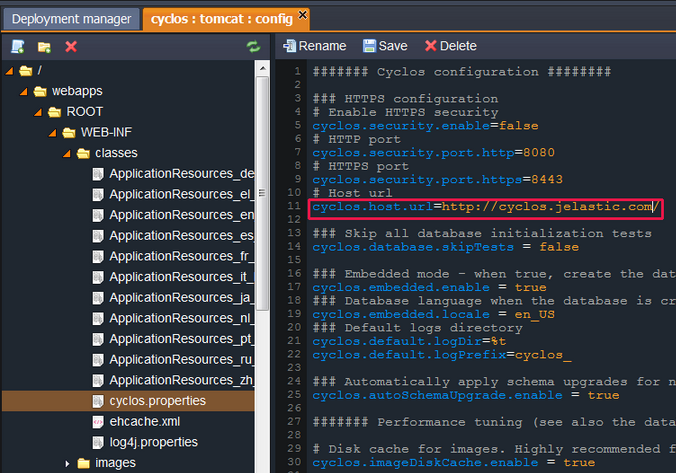 Deployment manager
cyclos : tomcat : config
Rename Save Delete
/
webapps
ROOT
WEB-INF
classes
ApplicationResources_de
ApplicationResources_el_
ApplicationResources_en
ApplicationResources_es
ApplicationResources_fr_
ApplicationResources_it_
ApplicationResources_ja_
ApplicationResources_nl_
ApplicationResources_pt_
ApplicationResources_ru_
ApplicationResources_zh_
cyclos.properties
ehcache.xml
log4j.properties
images
1 ####### Cyclos configuration ########
2
3 ### HTTPS configuration
4 # Enable HTTPS security
5 cyclos.security.enable=false
6 # HTTP port
7 cyclos.security.port.http=8080
8 # HTTPS port
9 cyclos.security.port.https=8443
10 # Host url
11 cyclos.host.url=http://cyclos.jelastic.com/
12
13 ### Skip all database initialization tests
14 cyclos.database.skipTests = false
15
16 ### Embedded mode - when true, create the dat
17 cyclos.embedded.enable = true
18 ### Database language when the database is cr
19 cyclos.embedded.locale = en_US
20 ### Default logs directory
21 cyclos.default.logDir=%t
22 cyclos.default.logPrefix=cyclos_
23
24 ### Automatically apply schema upgrades for n
25 cyclos.autoSchemaUpgrade.enable = true
26
27 ####### Performance tuning (see also the data
28
29 # Disk cache for images. Highly recommended f
30 cyclos.imageDiskCache.enable = true